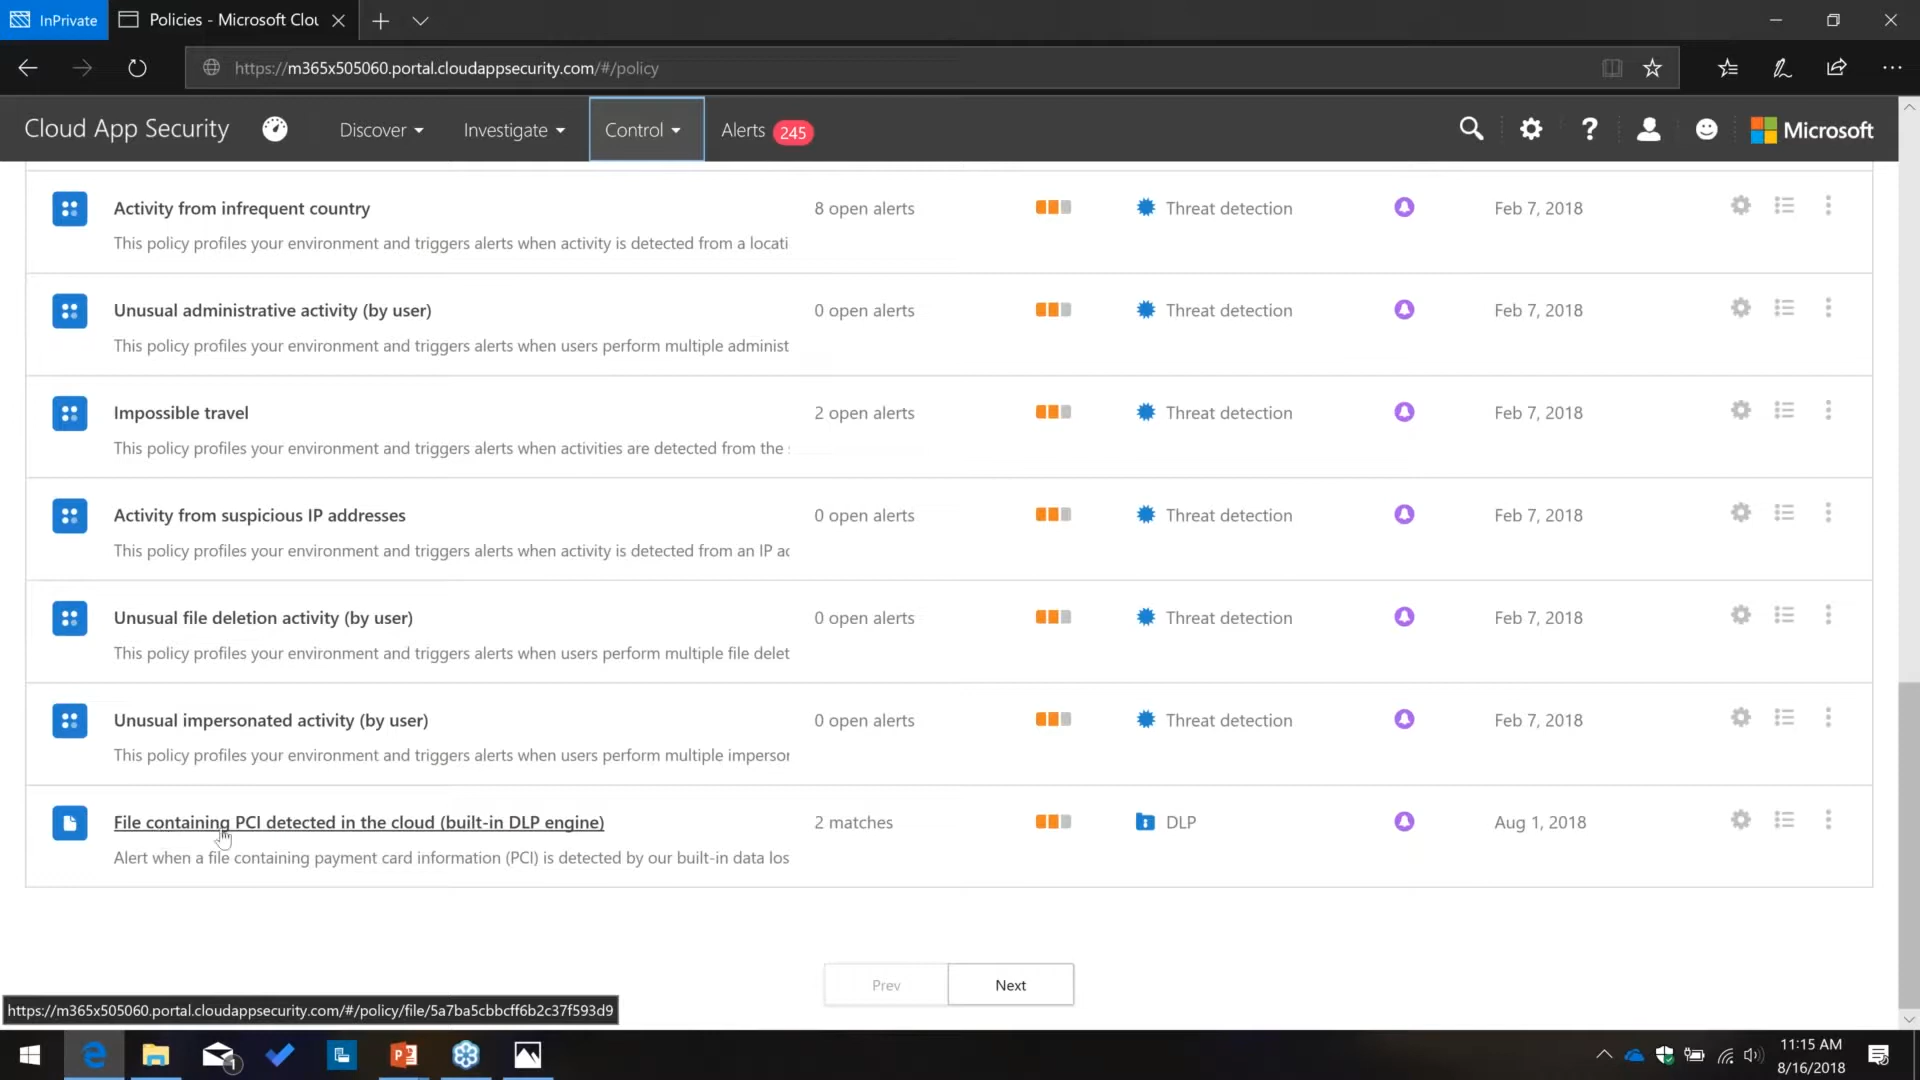 InPrivate
Policies - Microsoft Clou
https://m365x505060.portal.cloudappsecurity.com/#/policy
Cloud App Security
Discover
Investigate
Control
Alerts
245
?
Microsoft
Activity from infrequent country
8 open alerts
Threat detection
Feb 7, 2018
This policy profiles your environment and triggers alerts when activity is detected from a locati
Unusual administrative activity (by user)
0 open alerts
Threat detection
Feb 7, 2018
This policy profiles your environment and triggers alerts when users perform multiple administ
Impossible travel
2 open alerts
Threat detection
Feb 7, 2018
This policy profiles your environment and triggers alerts when activities are detected from the
Activity from suspicious IP addresses
0 open alerts
Threat detection
Feb 7, 2018
This policy profiles your environment and triggers alerts when activity is detected from an IP ad
Unusual file deletion activity (by user)
0 open alerts
Threat detection
Feb 7, 2018
This policy profiles your environment and triggers alerts when users perform multiple file delet
Unusual impersonated activity (by user)
0 open alerts
Threat detection
Feb 7, 2018
This policy profiles your environment and triggers alerts when users perform multiple imperson
File containing PCI detected in the cloud (built-in DLP engine)
2 matches
DLP
Aug 1, 2018
Alert when a file containing payment card information (PCI) is detected by our built-in data los
Prev
Next
https://m365x505060.portal.cloudappsecurity.com/#/policy/file/5a7ba5cbbcff6b2c37f593d9
1
11:15 AM
8/16/2018